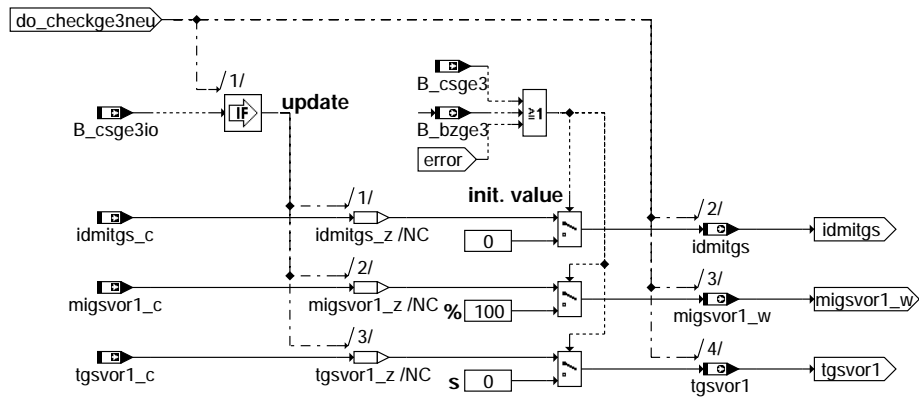 do_checkge3neu
/1/
B_csge3
IF
update
B_csge3io
B_bzge3
≥1
error
init. value
/1/
/2/
idmitgs_c
idmitgs_z /NC
0
idmitgs
idmitgs
/2/
/3/
migsvor1_c
migsvor1_z /NC
% 100
migsvor1_w
migsvor1_w
/3/
/4/
tgsvor1_c
tgsvor1_z /NC
s 0
tgsvor1
tgsvor1